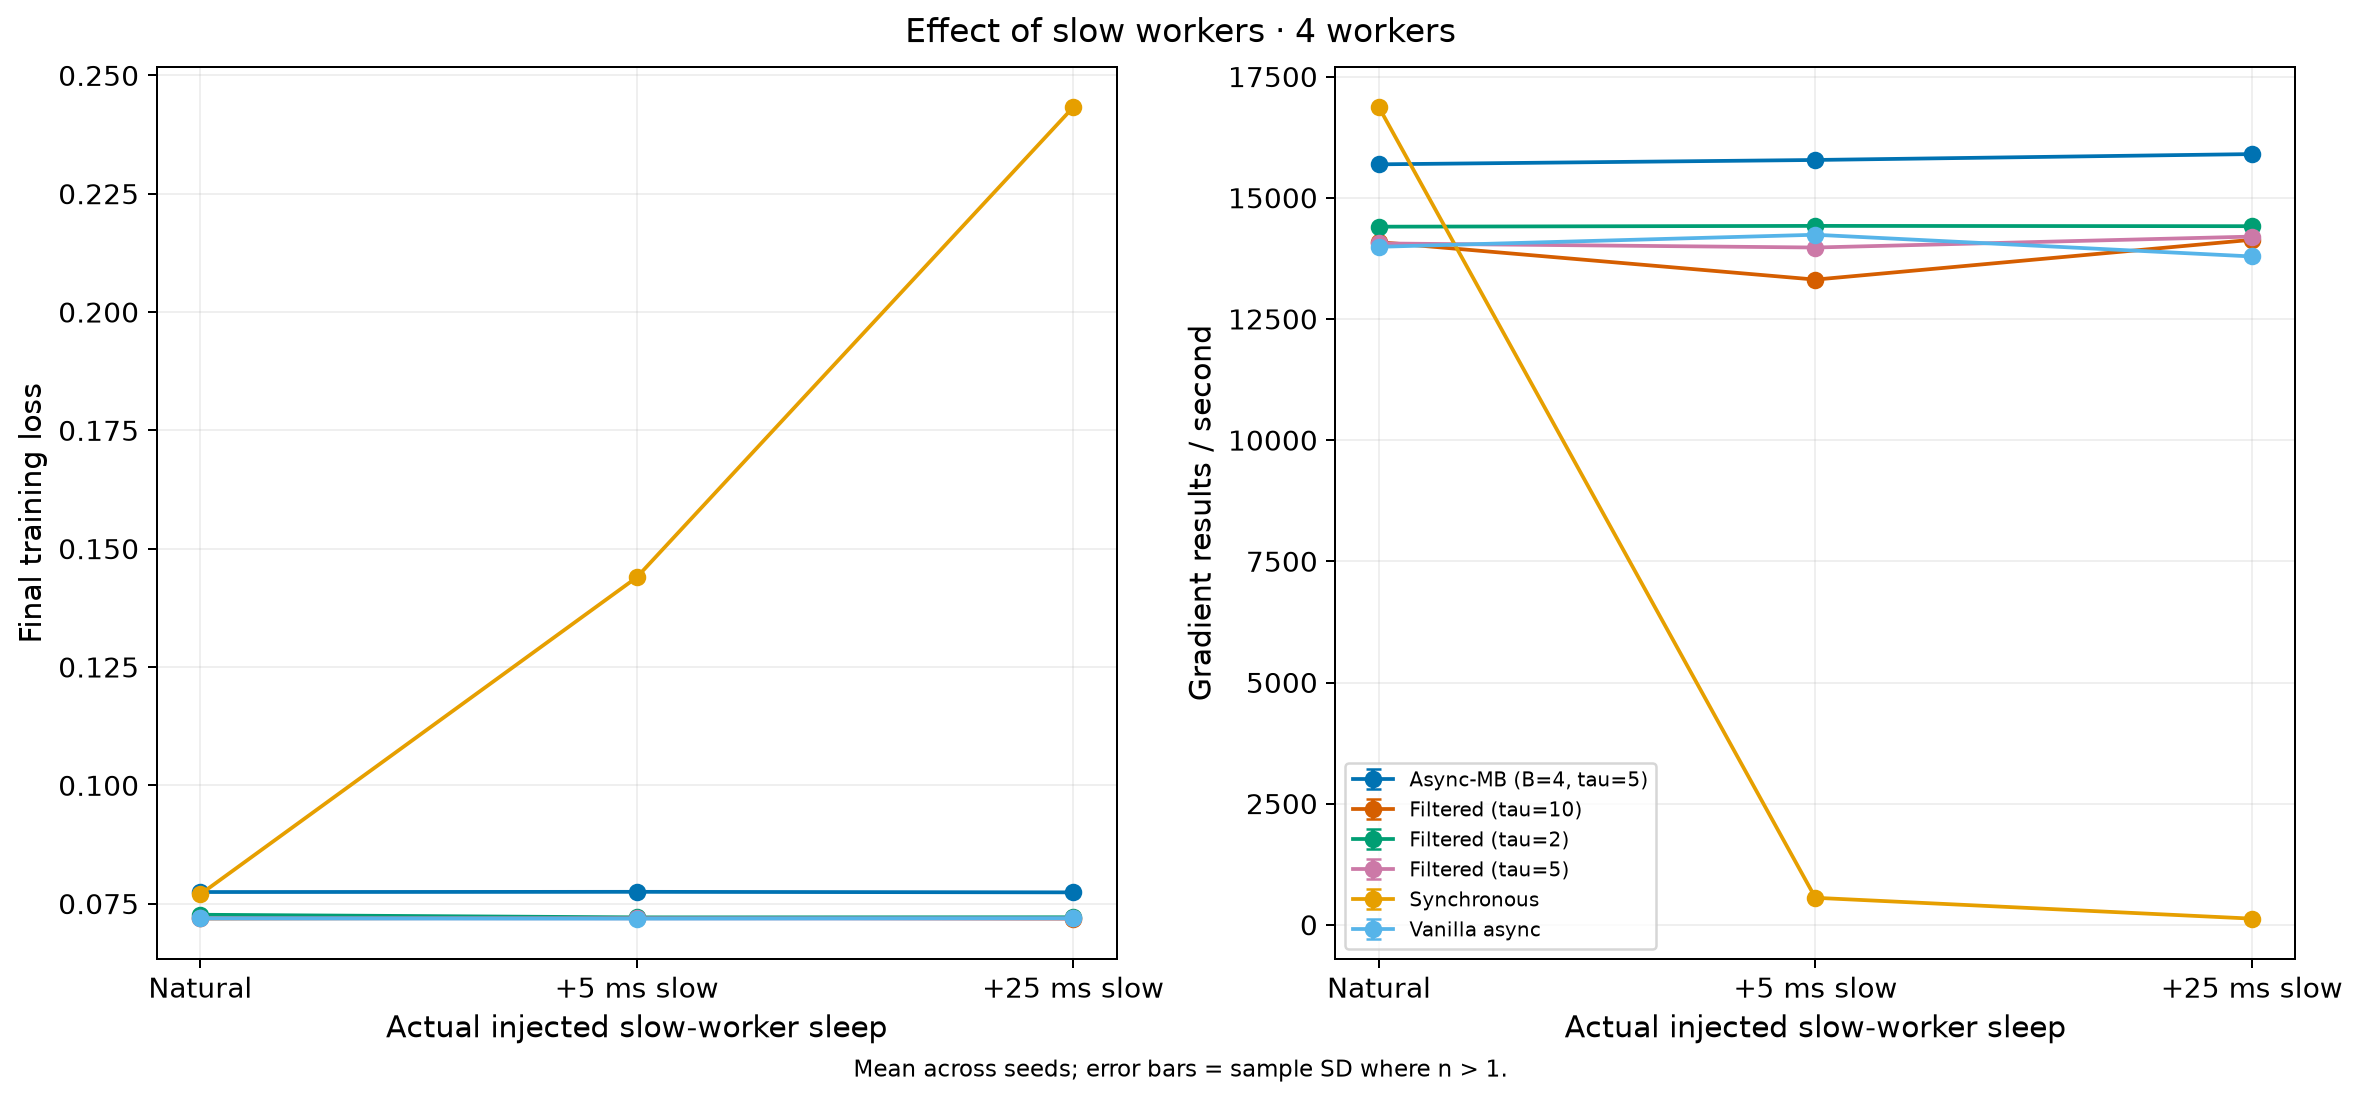 Effect of slow workers · 4 workers
0.250
0.225
0.200
0.175
0.150
0.125
0.100
0.075
Final training loss
Natural
+5 ms slow
+25 ms slow
Actual injected slow-worker sleep
17500
15000
12500
10000
7500
5000
2500
0
Gradient results / second
Async-MB (B=4, tau=5)
Filtered (tau=10)
Filtered (tau=2)
Filtered (tau=5)
Synchronous
Vanilla async
Natural
+5 ms slow
+25 ms slow
Actual injected slow-worker sleep
Mean across seeds; error bars = sample SD where n > 1.